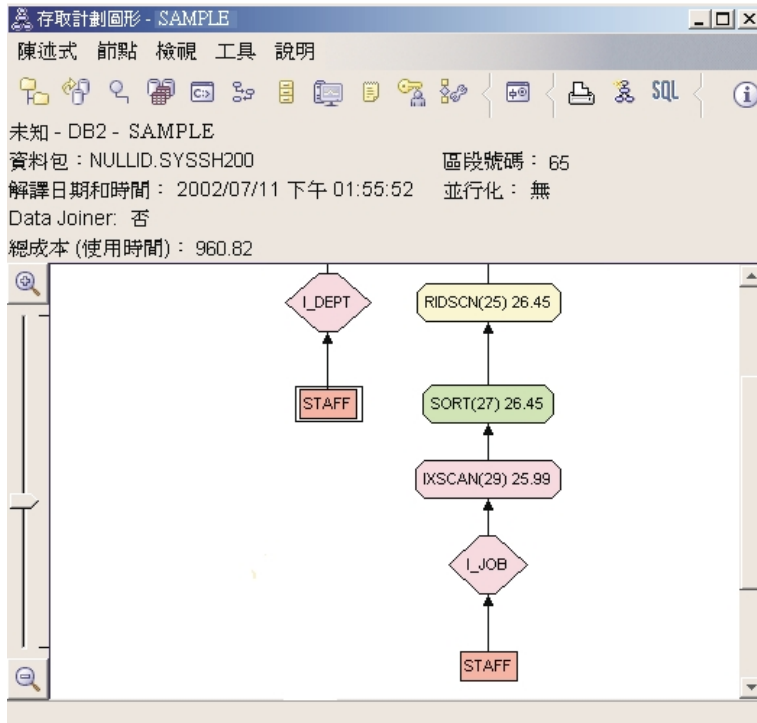 存取計劃圖形 - SAMPLE
陳述式 節點 檢視 工具 說明
SQL
未知 - DB2 - SAMPLE
資料包：NULLID.SYSSH200 區段號碼： 65
解譯日期和時間： 2002/07/11 下午 01:55:52 並行化： 無
Data Joiner: 否
總成本 (使用時間)： 960.82
I_DEPT RIDSCN(25) 26.45
STAFF SORT(27) 26.45
IXSCAN(29) 25.99
I_JOB
STAFF